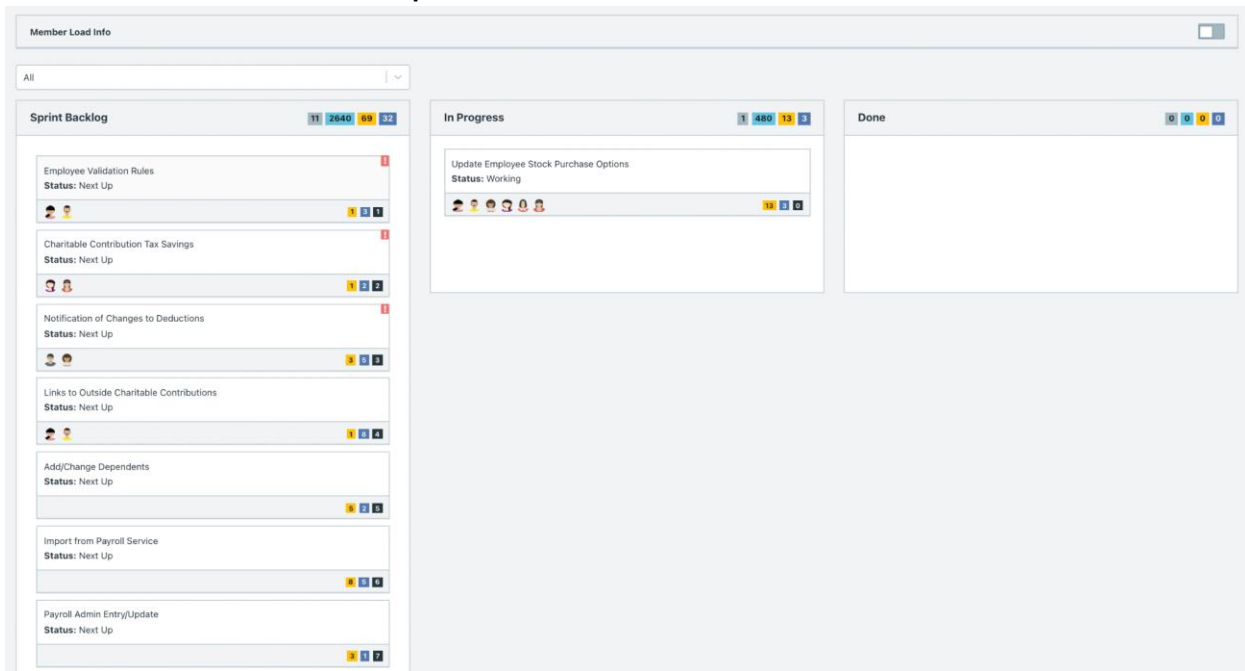 Member Load Info
All
Sprint Backlog 11 2640 69 32
Employee Validation Rules
Status: Next Up
1 3 1
Charitable Contribution Tax Savings
Status: Next Up
1 2 2
Notification of Changes to Deductions
Status: Next Up
3 5 3
Links to Outside Charitable Contributions
Status: Next Up
1 6 4
Add/Change Dependents
Status: Next Up
5 2 5
Import from Payroll Service
Status: Next Up
8 5 6
Payroll Admin Entry/Update
Status: Next Up
3 1 7
In Progress 1 480 13 3
Update Employee Stock Purchase Options
Status: Working
13 3 0
Done 0 0 0 0